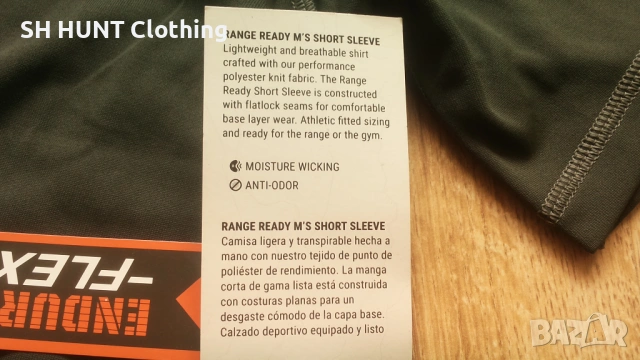 SH HUNT Clothing
RANGE READY M'S SHORT SLEEVE
Lightweight and breathable shirt
crafted with our performance
polyester knit fabric. The Range
Ready Short Sleeve is constructed
with flatlock seams for comfortable
base layer wear. Athletic fitted sizing
and ready for the range or the gym.
MOISTURE WICKING
ANTI-ODOR
RANGE READY M'S SHORT SLEEVE
Camisa ligera y transpirable hecha a
mano con nuestro tejido de punto de
poliéster de rendimiento. La manga
corta de gama lista está construida
con costuras planas para un
desgaste cómodo de la capa base.
Calzado deportivo equipado y listo
ENDUR
-FLEX
BAZAR.BG